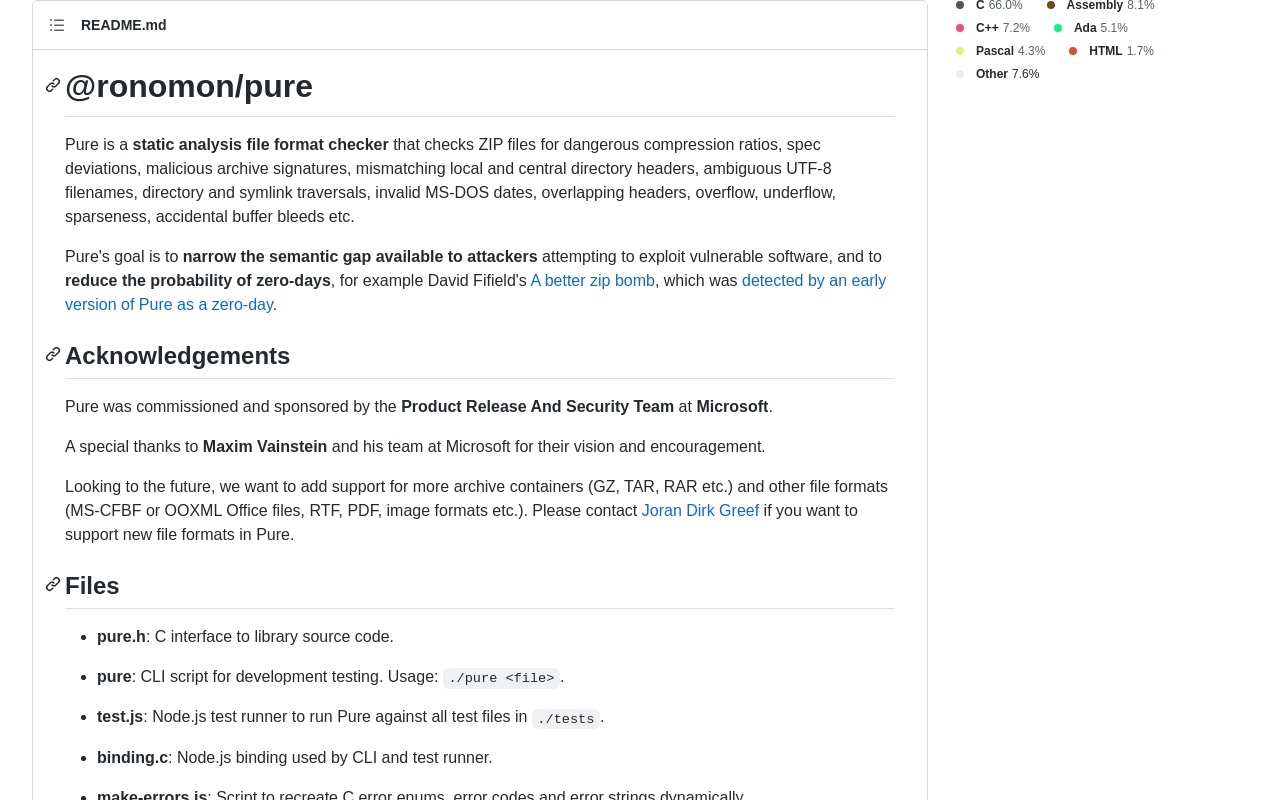 README.md
@ronomon/pure
Pure is a static analysis file format checker that checks ZIP files for dangerous compression ratios, spec
deviations, malicious archive signatures, mismatching local and central directory headers, ambiguous UTF-8
filenames, directory and symlink traversals, invalid MS-DOS dates, overlapping headers, overflow, underflow,
sparseness, accidental buffer bleeds etc.
Pure's goal is to narrow the semantic gap available to attackers attempting to exploit vulnerable software, and to
reduce the probability of zero-days, for example David Fifield's A better zip bomb, which was detected by an early
version of Pure as a zero-day.
Acknowledgements
Pure was commissioned and sponsored by the Product Release And Security Team at Microsoft.
A special thanks to Maxim Vainstein and his team at Microsoft for their vision and encouragement.
Looking to the future, we want to add support for more archive containers (GZ, TAR, RAR etc.) and other file formats
(MS-CFBF or OOXML Office files, RTF, PDF, image formats etc.). Please contact Joran Dirk Greef if you want to
support new file formats in Pure.
Files
• pure.h: C interface to library source code.
• pure: CLI script for development testing. Usage: ./pure <file>.
• test.js: Node.js test runner to run Pure against all test files in ./tests.
• binding.c: Node.js binding used by CLI and test runner.
• make-errors.js: Script to recreate C error enums, error codes and error strings dynamically.
C 66.0% Assembly 8.1%
C++ 7.2% Ada 5.1%
Pascal 4.3% HTML 1.7%
Other 7.6%